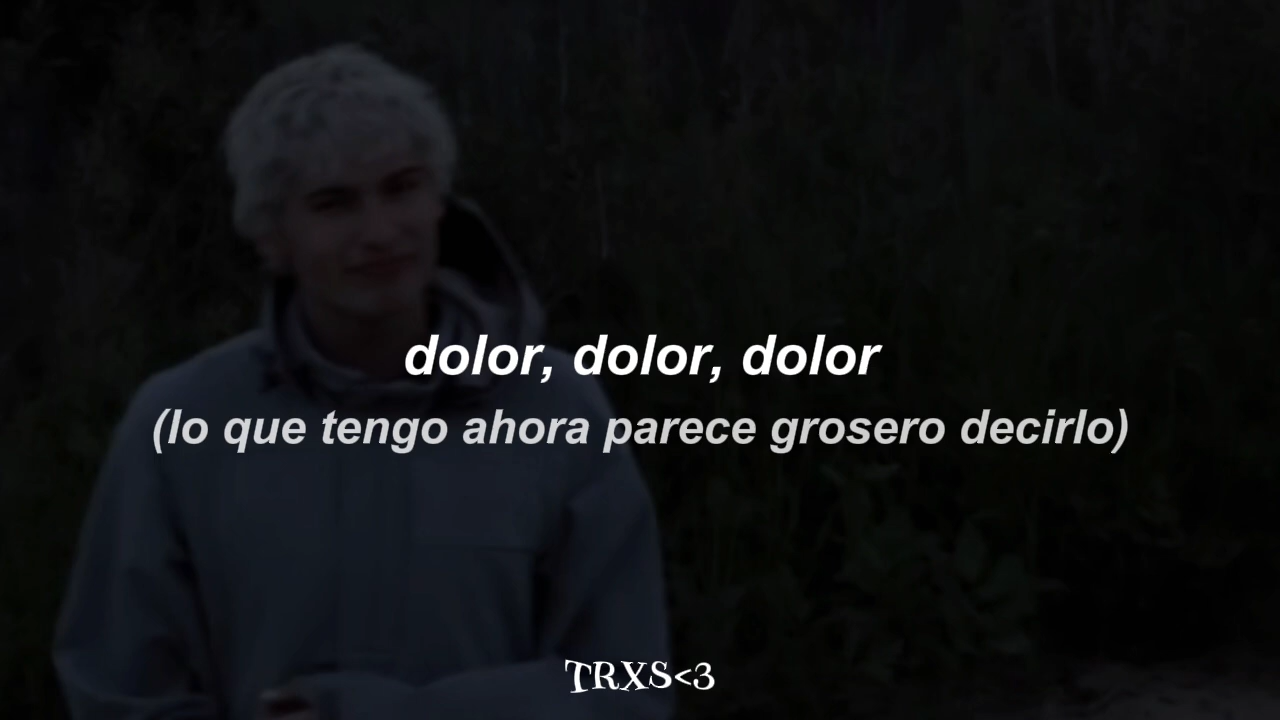 dolor, dolor, dolor
(lo que tengo ahora parece grosero decirlo)
TRXS<3